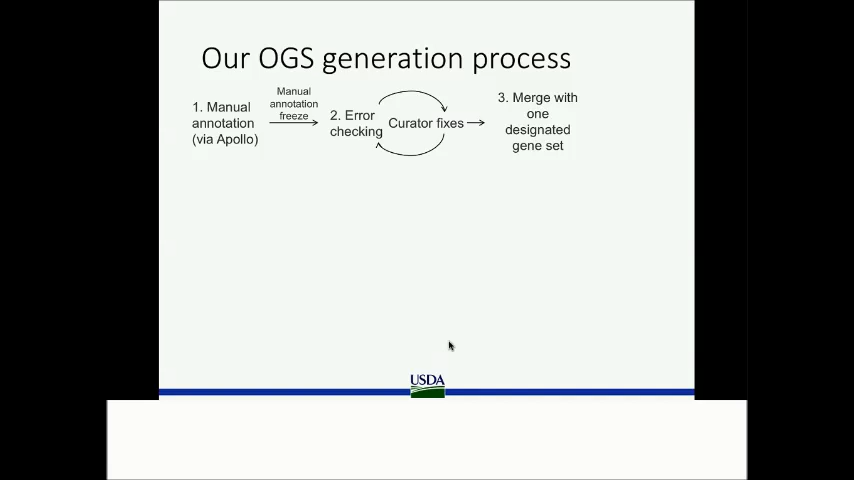 Our OGS generation process
1. Manual
annotation
(via Apollo)
Manual
annotation
freeze
2. Error
checking
Curator fixes
3. Merge with
one
designated
gene set
USDA